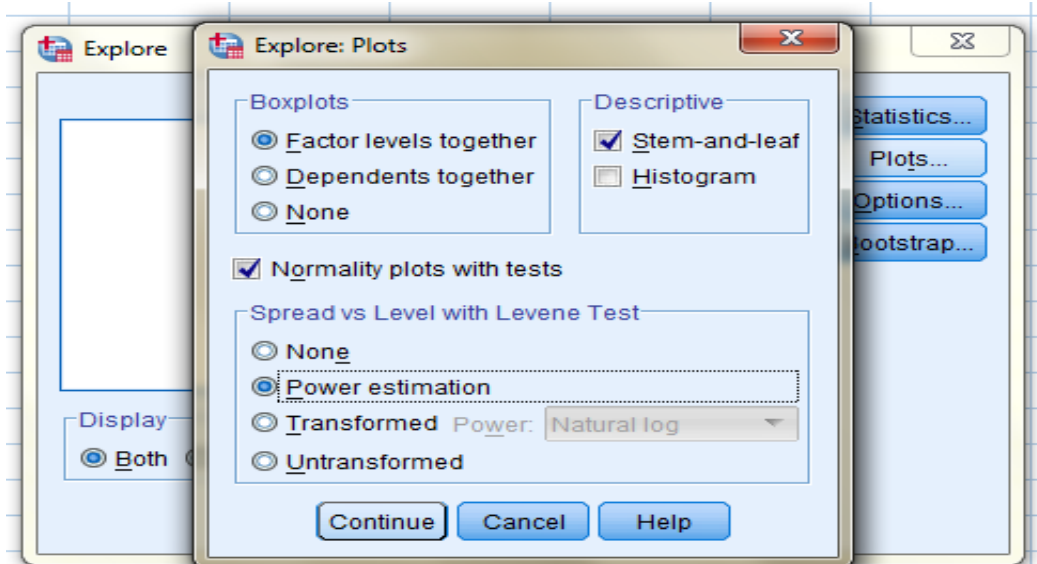 Explore
Explore: Plots
Boxplots
Factor levels together
Dependents together
None
Descriptive
Stem-and-leaf
Histogram
Normality plots with tests
Spread vs Level with Levene Test
None
Power estimation
Transformed Power: Natural log
Untransformed
Continue Cancel Help
Statistics...
Plots...
Options...
Bootstrap...
Display
Both